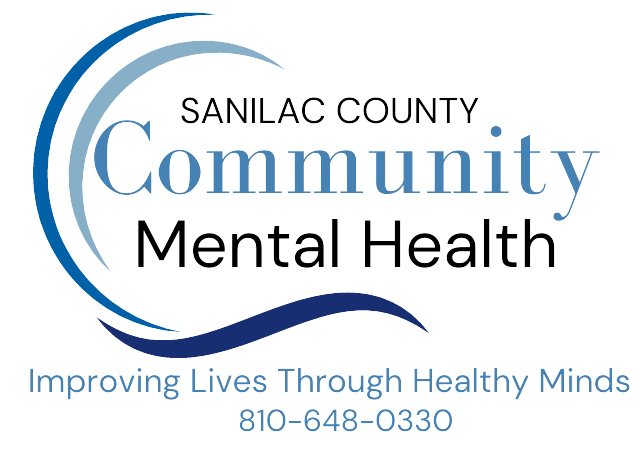 SANILAC COUNTY
Community
Mental Health
Improving Lives Through Healthy Minds
810-648-0330